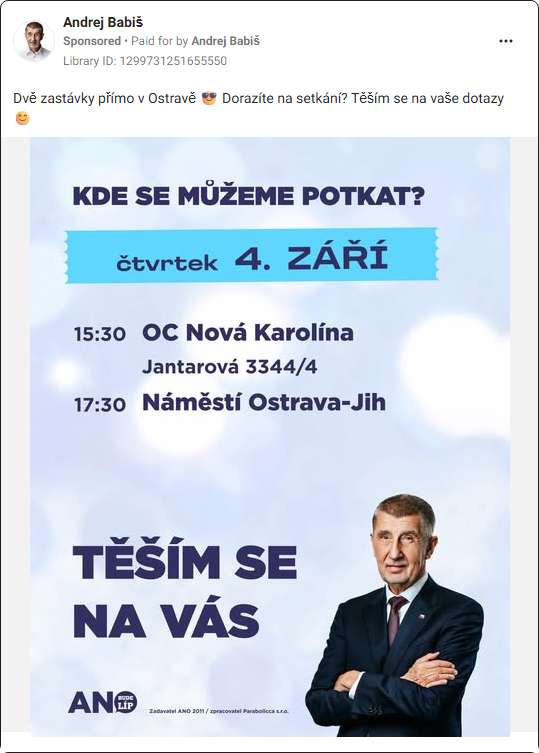 Andrej Babiš
Sponsored • Paid for by Andrej Babiš
Library ID: 1299731251655550
Dvě zastávky přímo v Ostravě 😎 Dorazíte na setkání? Těším se na vaše dotazy
😊
KDE SE MŮŽEME POTKAT?
čtvrtek 4. ZÁŘÍ
15:30 OC Nová Karolína
Jantarová 3344/4
17:30 Náměstí Ostrava-Jih
TĚŠÍM SE
NA VÁS
ANO BUDE LÍP
Zadavatel ANO 2011 / zpracovatel Parabolicca s.r.o.